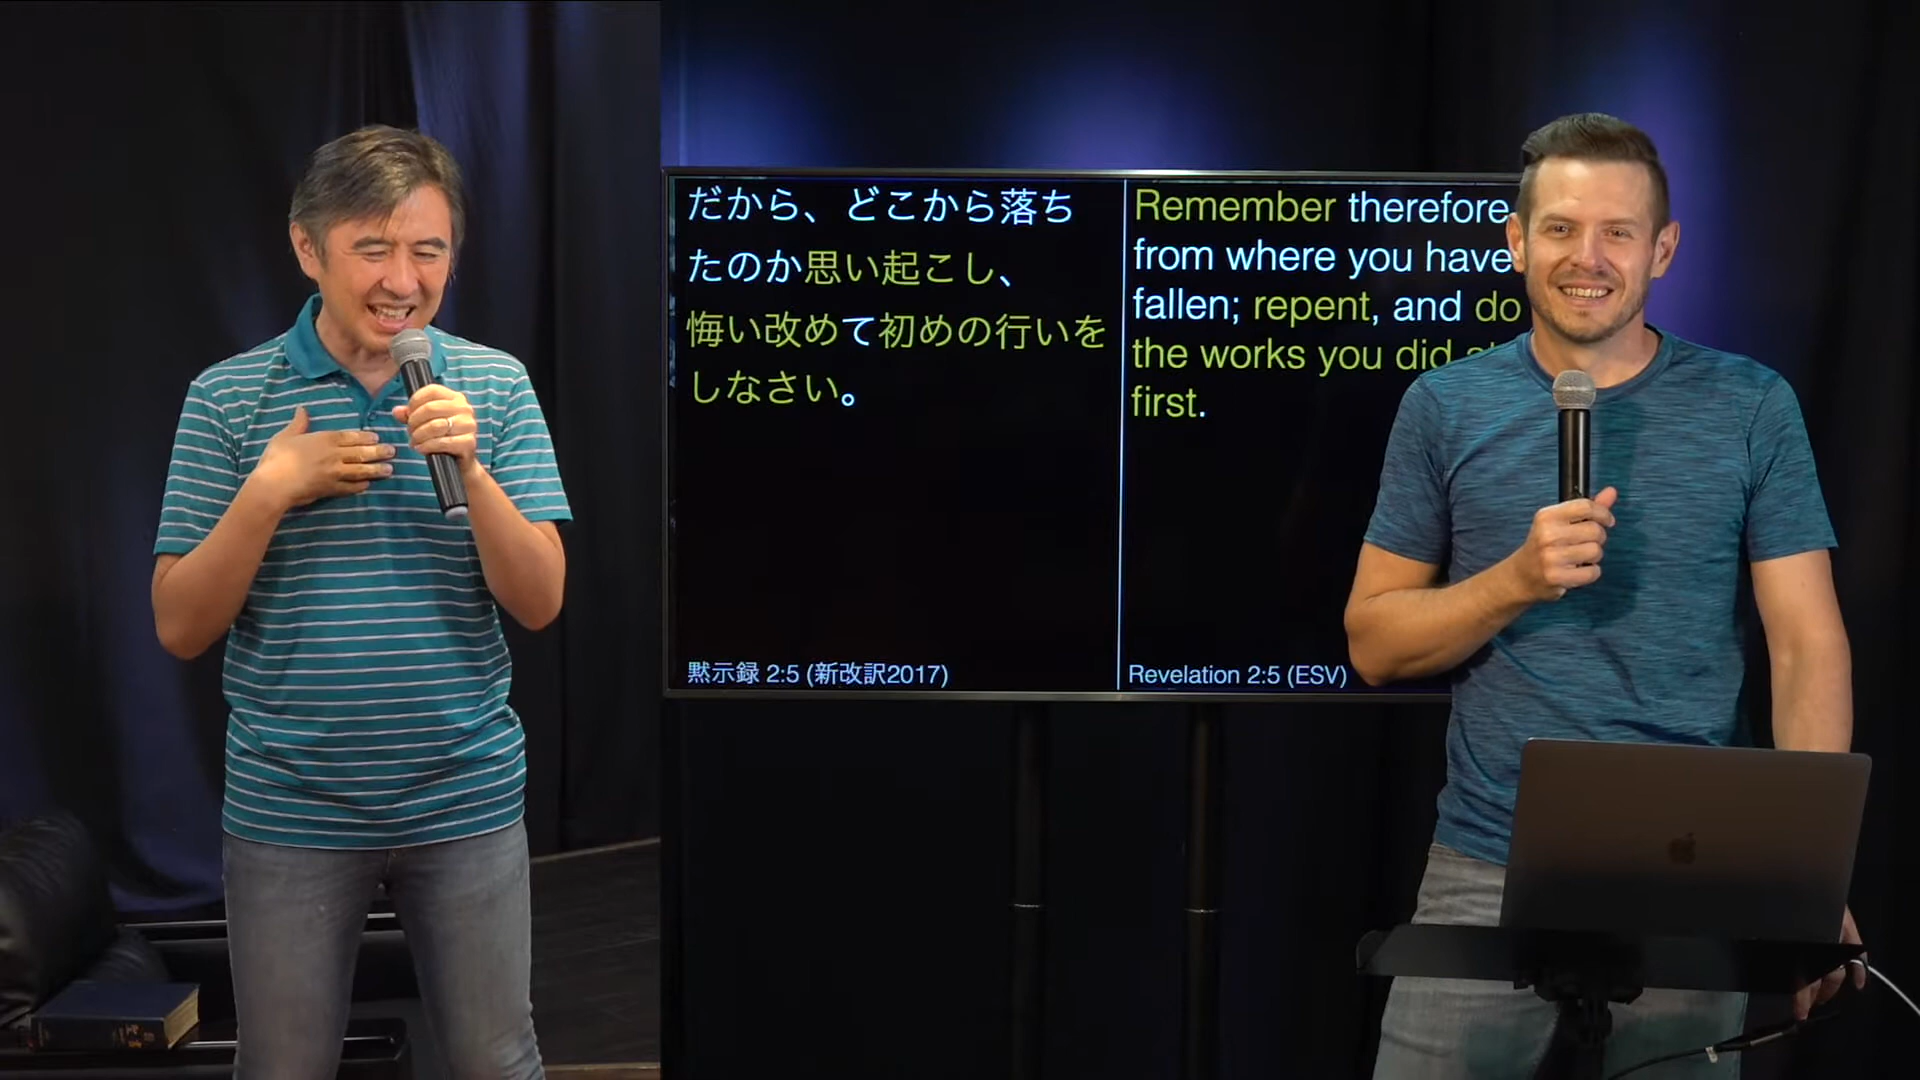 だから、どこから落ち
たのか思い起こし、
悔い改めて初めの行いを
しなさい。
黙示録 2:5 (新改訳2017)
Remember therefore
from where you have
fallen; repent, and do
the works you did
first.
Revelation 2:5 (ESV)